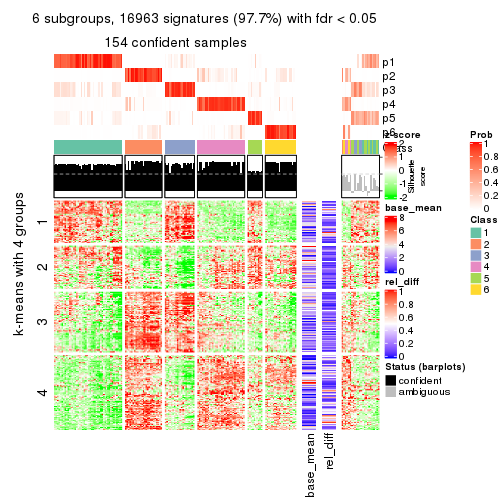 6 subgroups, 16963 signatures (97.7%) with fdr < 0.05
154 confident samples
p1
p2
p3
p4
p5
p6
Class
Silhouette
score
k-means with 4 groups
1
2
3
4
base_mean
rel_diff
z-score
2
1
0
-1
-2
base_mean
8
6
4
2
0
rel_diff
1
0.8
0.6
0.4
0.2
0
Status (barplots)
confident
ambiguous
Prob
1
0.8
0.6
0.4
0.2
0
Class
1
2
3
4
5
6